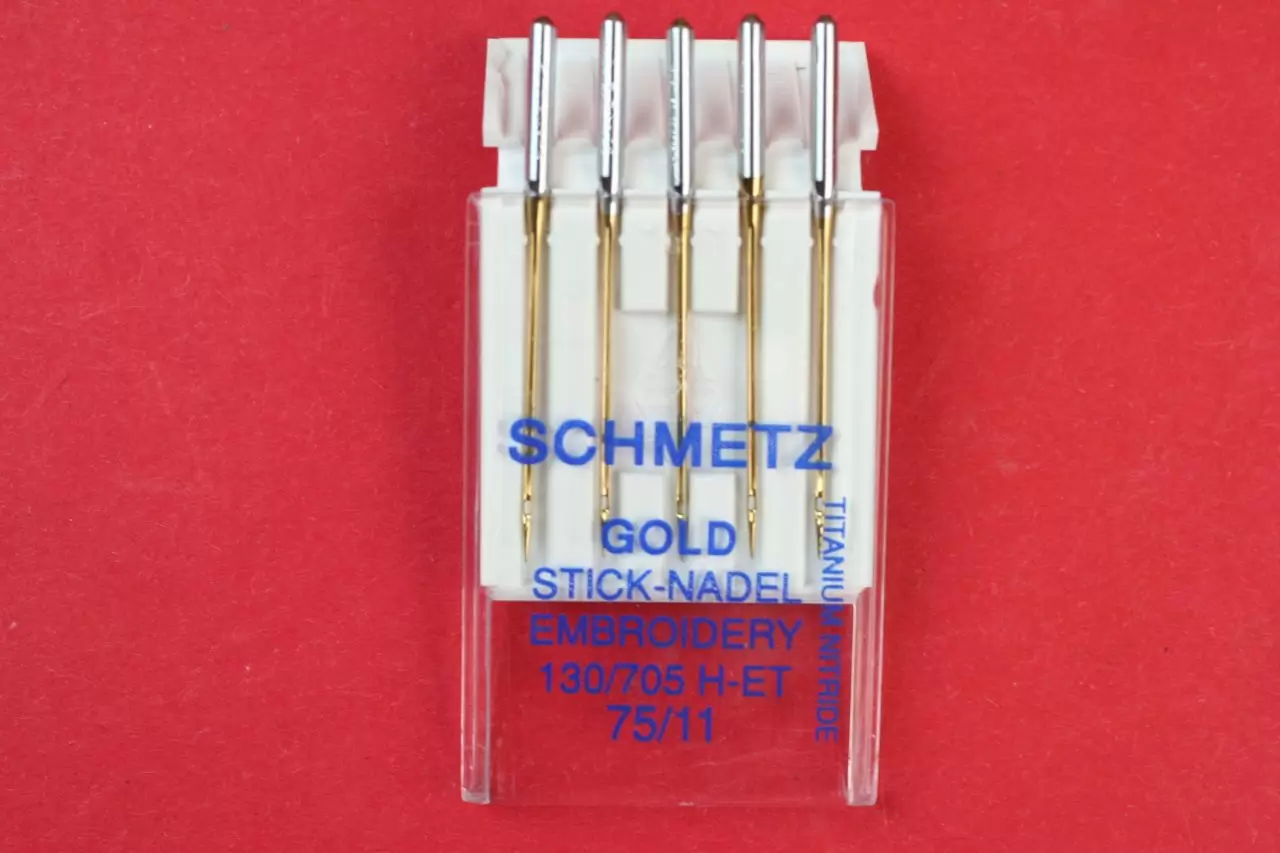 SCHMETZ
GOLD
STICK-NADEL
EMBROIDERY
130/705 H-ET
75/11
TITANIUM NITRIDE